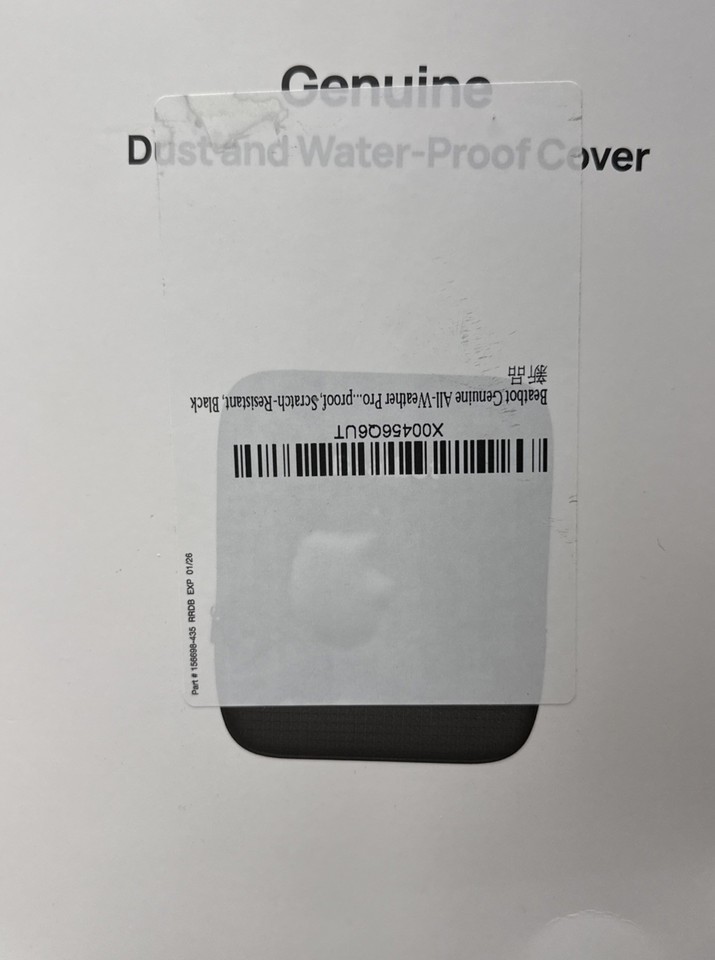 Genuine
Dust and Water-Proof Cover
新品
Beatbot Genuine All-Weather Pro...proof, Scratch-Resistant, Black
X00456Q6UT
Part # 156698-435 RRDB EXP 01/26